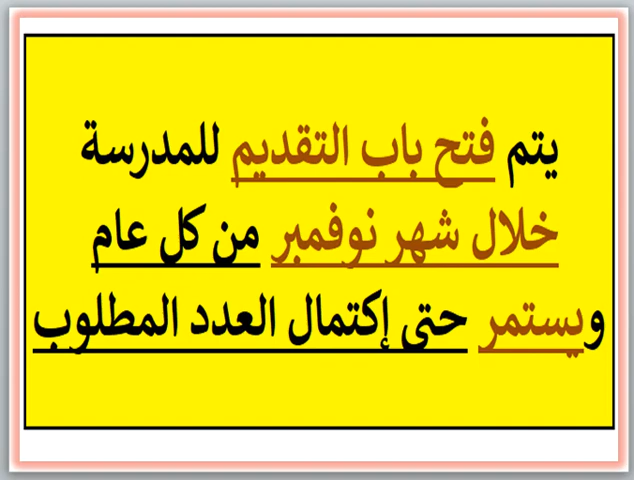 يتم فتح باب التقديم للمدرسة
خلال شهر نوفمبر من كل عام
ويستمر حتى إكتمال العدد المطلوب